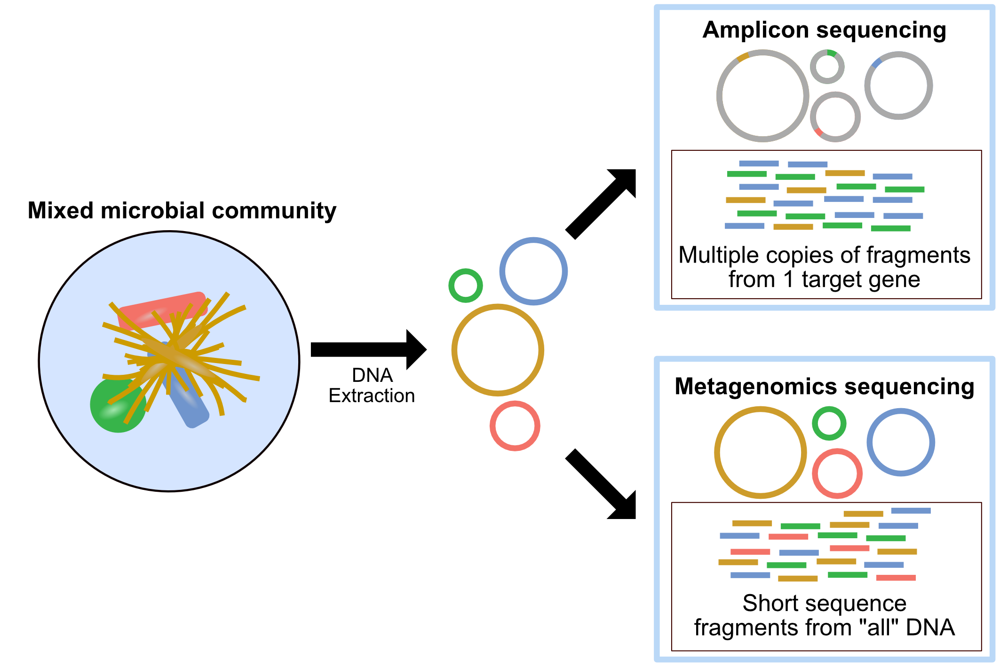 Mixed microbial community
DNA
Extraction
Amplicon sequencing
Multiple copies of fragments
from 1 target gene
Metagenomics sequencing
Short sequence
fragments from "all" DNA